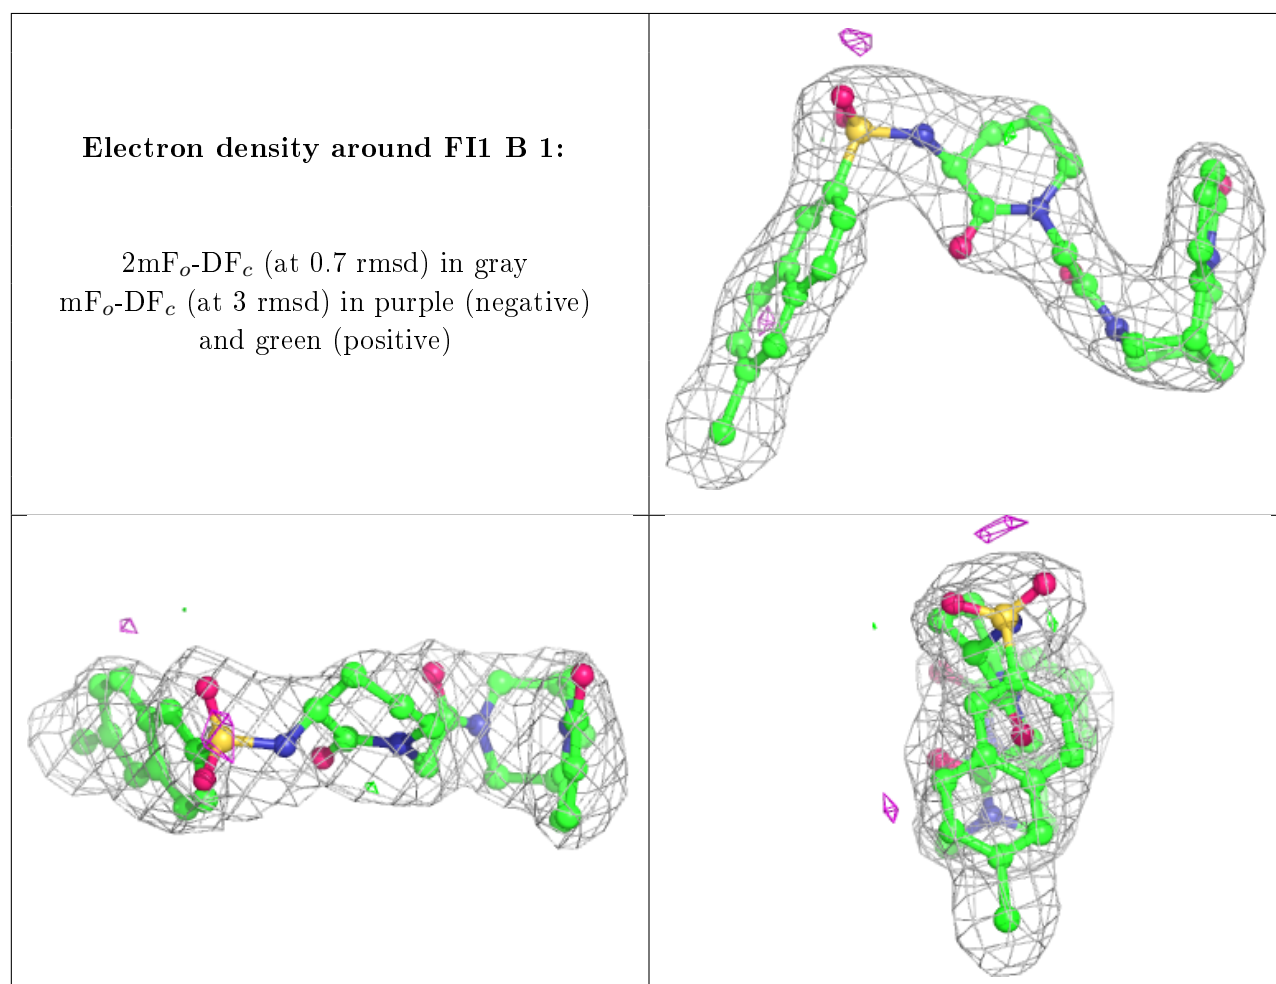 Electron density around FI1 B 1:
2mFₒ-DF𝒸 (at 0.7 rmsd) in gray
mFₒ-DF𝒸 (at 3 rmsd) in purple (negative)
and green (positive)